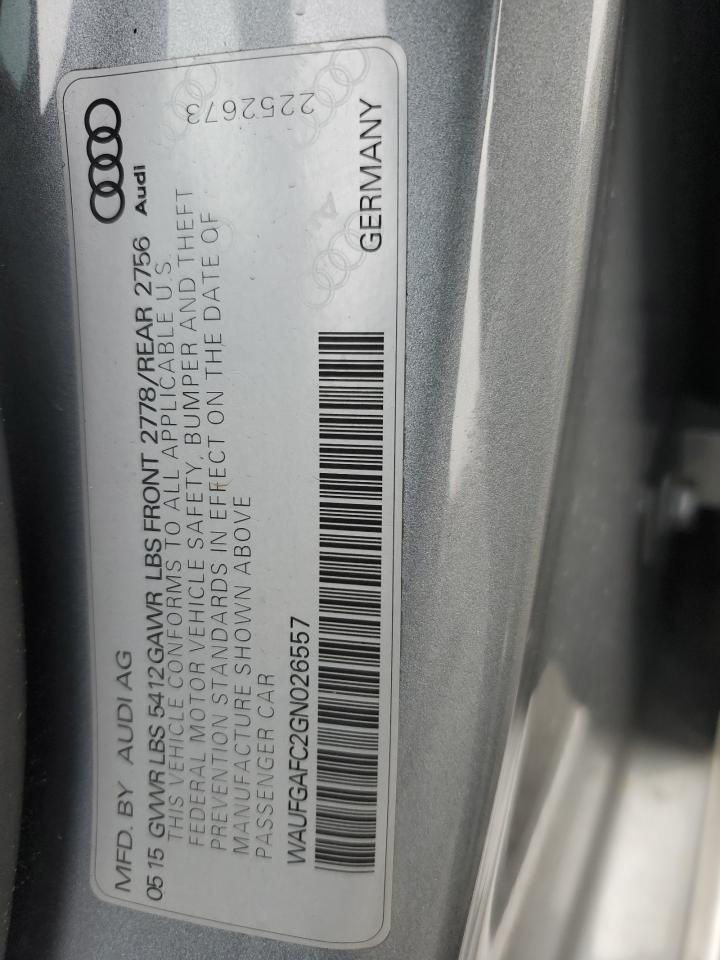 MFD. BY AUDI AG
Audi
05 15 GVWR LBS 5412 GAWR LBS FRONT 2778/REAR 2756
THIS VEHICLE CONFORMS TO ALL APPLICABLE U.S.
FEDERAL MOTOR VEHICLE SAFETY, BUMPER AND THEFT
PREVENTION STANDARDS IN EFFECT ON THE DATE OF
MANUFACTURE SHOWN ABOVE
PASSENGER CAR
2252673
WAUFGAFC2GN026557
GERMANY